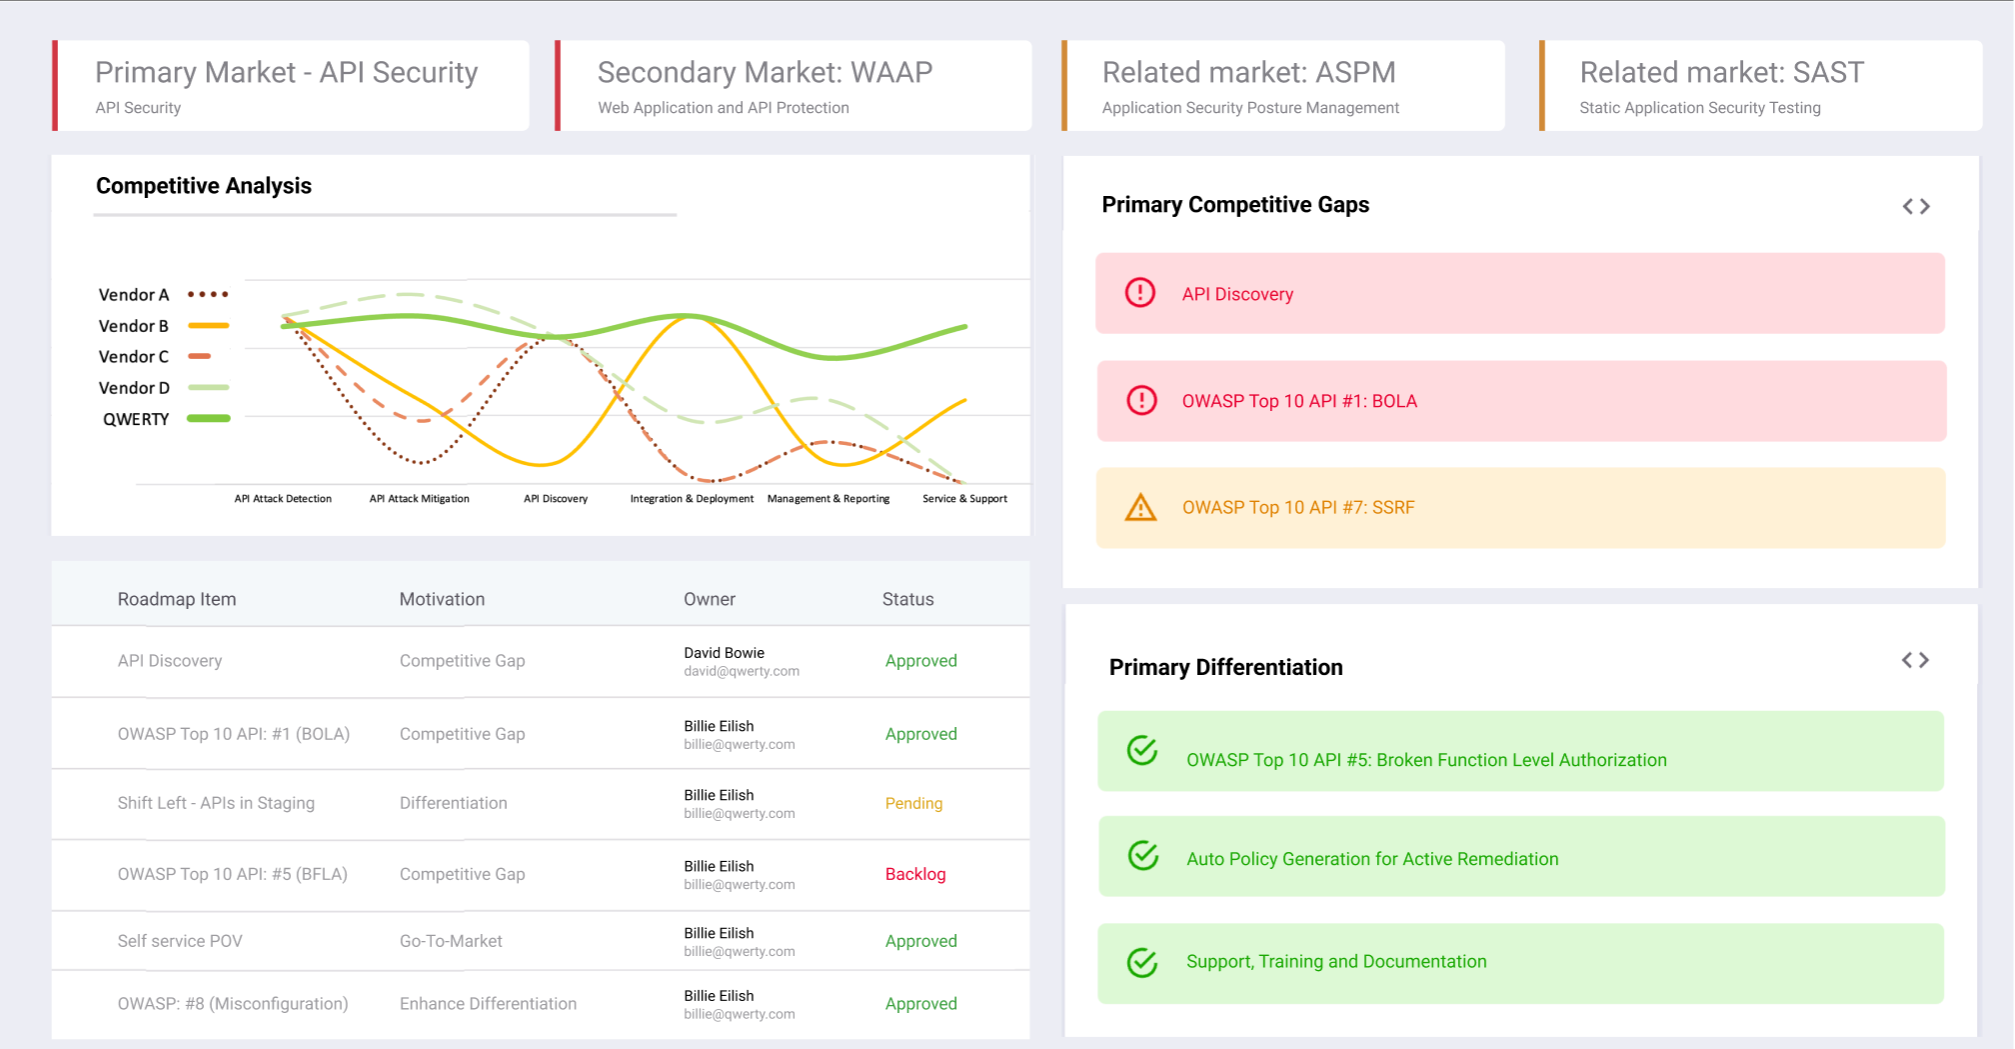 Primary Market - API Security
API Security
Secondary Market: WAAP
Web Application and API Protection
Related market: ASPM
Application Security Posture Management
Related market: SAST
Static Application Security Testing
Competitive Analysis
Vendor A
Vendor B
Vendor C
Vendor D
QWERTY
API Attack Detection
API Attack Mitigation
API Discovery
Integration & Deployment
Management & Reporting
Service & Support
Primary Competitive Gaps
API Discovery
OWASP Top 10 API #1: BOLA
OWASP Top 10 API #7: SSRF
Roadmap Item Motivation Owner Status
API Discovery Competitive Gap David Bowie Approved
david@qwerty.com
OWASP Top 10 API: #1 (BOLA) Competitive Gap Billie Eilish Approved
billie@qwerty.com
Shift Left - APIs in Staging Differentiation Billie Eilish Pending
billie@qwerty.com
OWASP Top 10 API: #5 (BFLA) Competitive Gap Billie Eilish Backlog
billie@qwerty.com
Self service POV Go-To-Market Billie Eilish Approved
billie@qwerty.com
OWASP: #8 (Misconfiguration) Enhance Differentiation Billie Eilish Approved
billie@qwerty.com
Primary Differentiation
OWASP Top 10 API #5: Broken Function Level Authorization
Auto Policy Generation for Active Remediation
Support, Training and Documentation